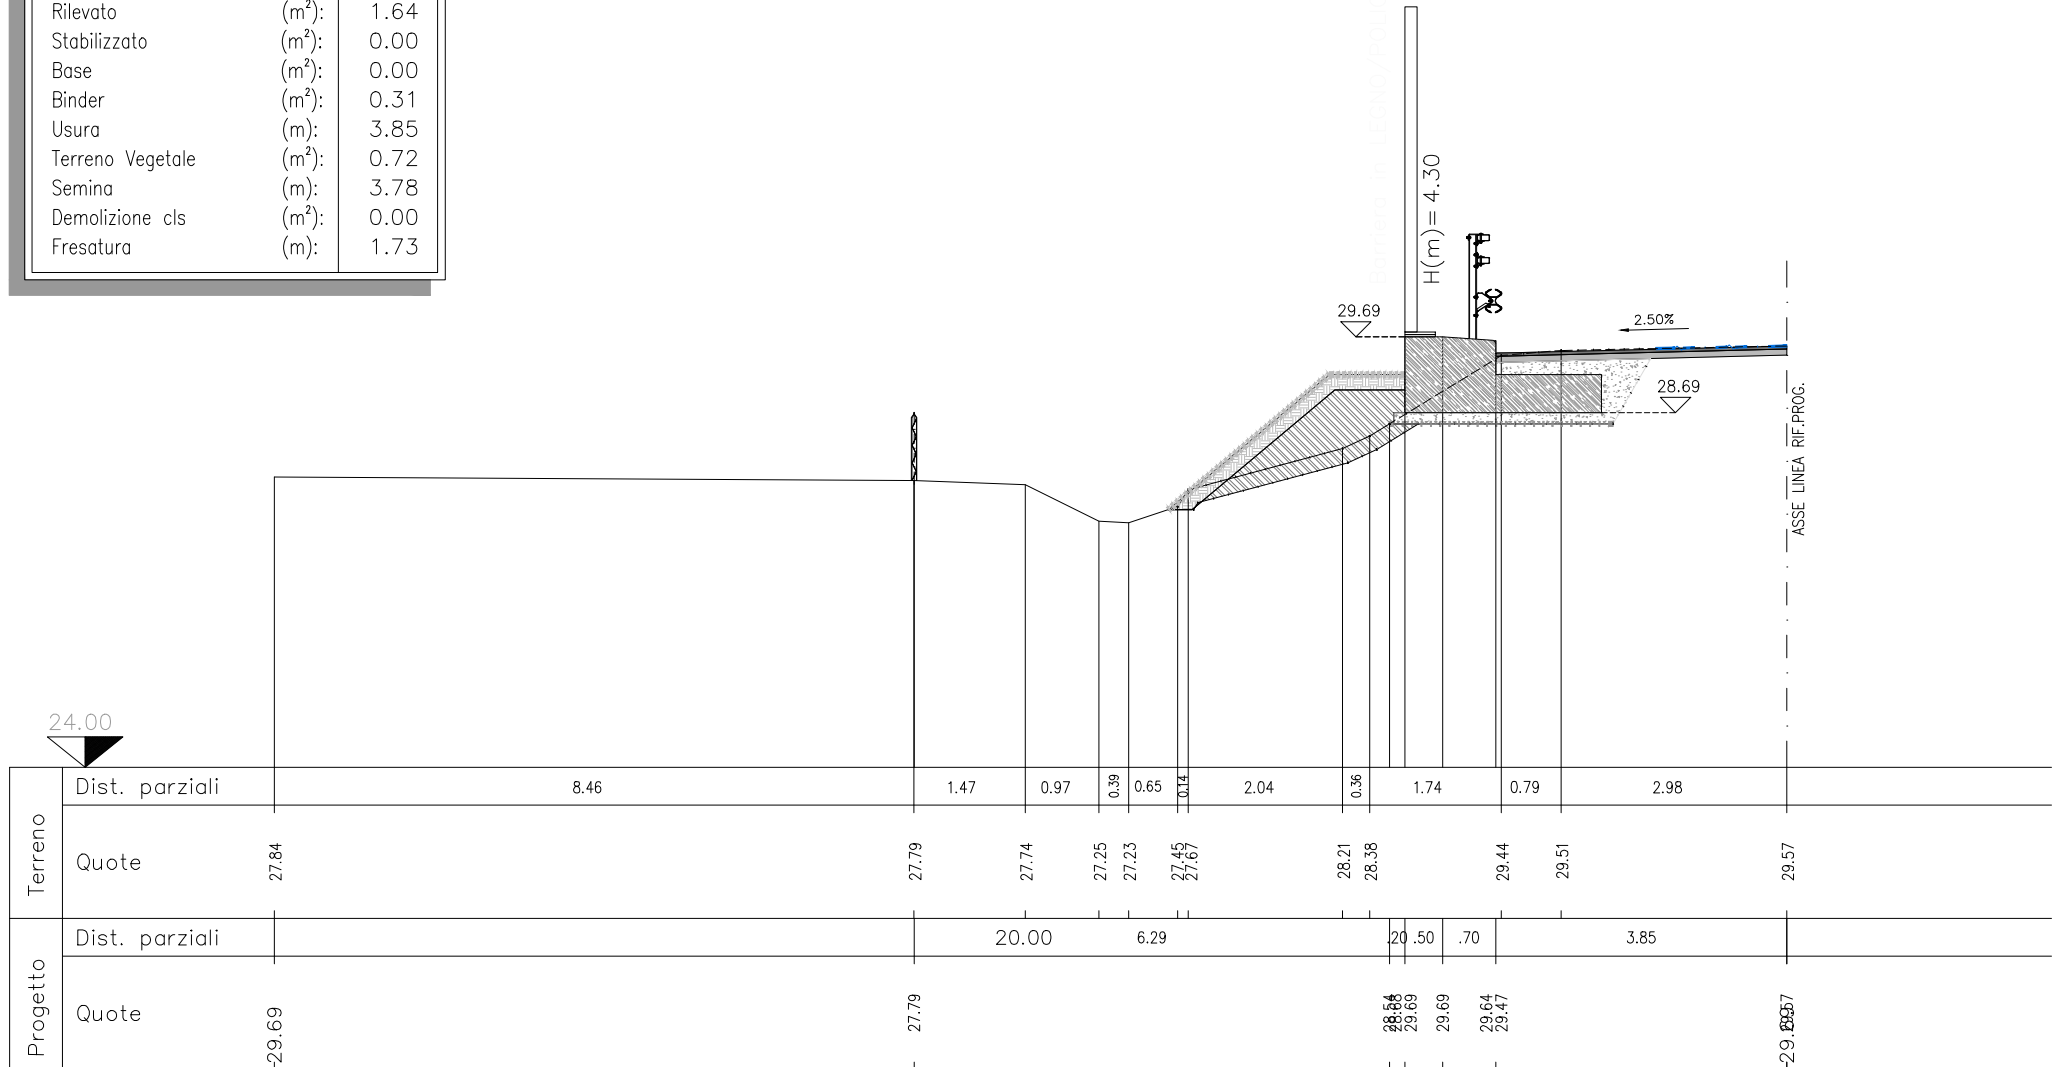 Rilevato (m²): 1.64
Stabilizzato (m²): 0.00
Base (m²): 0.00
Binder (m²): 0.31
Usura (m): 3.85
Terreno Vegetale (m²): 0.72
Semina (m): 3.78
Demolizione cls (m²): 0.00
Fresatura (m): 1.73
H(m)= 4.30
29.69
2.50%
28.69
ASSE LINEA RIF.PROG.
24.00
Terreno
Dist. parziali 8.46 1.47 0.97 0.39 0.65 0.14 2.04 0.36 1.74 0.79 2.98
Quote 27.84 27.79 27.74 27.25 27.23 27.45 27.67 28.21 28.38 29.44 29.51 29.57
Progetto
Dist. parziali 20.00 6.29 .20 .50 .70 3.85
Quote 29.69 27.79 28.54 28.68 29.69 29.69 29.64 29.47 29.57